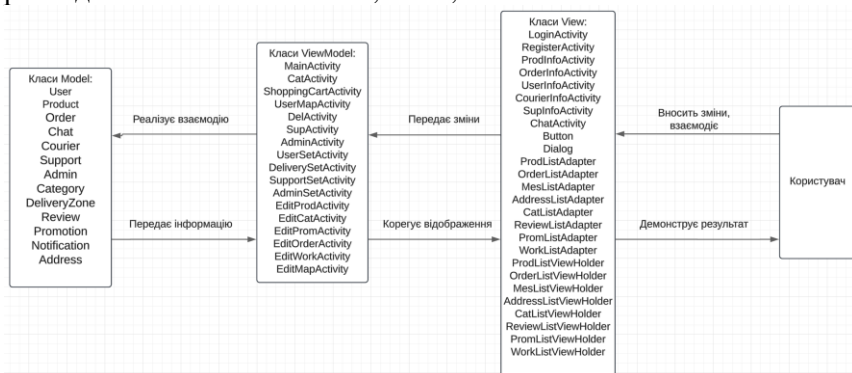 Класи Model:
User
Product
Order
Chat
Courier
Support
Admin
Category
DeliveryZone
Review
Promotion
Notification
Address
Реалізує взаємодію
Передає інформацію
Класи ViewModel:
MainActivity
CatActivity
ShoppingCartActivity
UserMapActivity
DelActivity
SupActivity
AdminActivity
UserSetActivity
DeliverySetActivity
SupportSetActivity
AdminSetActivity
EditProdActivity
EditCatActivity
EditPromActivity
EditOrderActivity
EditWorkActivity
EditMapActivity
Передає зміни
Корегує відображення
Класи View:
LoginActivity
RegisterActivity
ProdInfoActivity
OrderInfoActivity
UserInfoActivity
CourierInfoActivity
SupInfoActivity
ChatActivity
Button
Dialog
ProdListAdapter
OrderListAdapter
MesListAdapter
AddressListAdapter
CatListAdapter
ReviewListAdapter
PromListAdapter
WorkListAdapter
ProdListViewHolder
OrderListViewHolder
MesListViewHolder
AddressListViewHolder
CatListViewHolder
ReviewListViewHolder
PromListViewHolder
WorkListViewHolder
Вносить зміни,
взаємодіє
Демонструє результат
Користувач